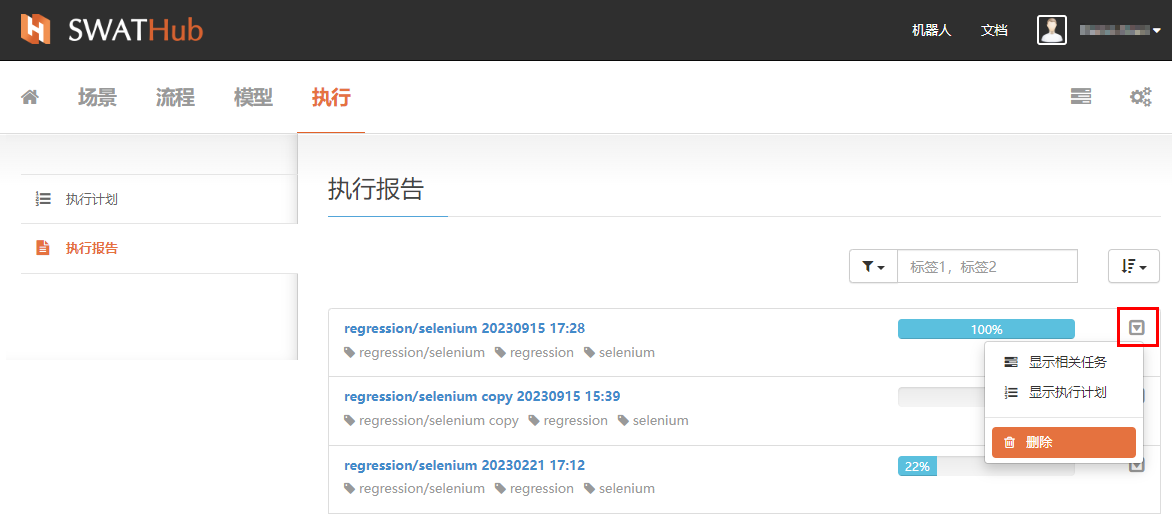 SWATHub
机器人 文档
场景 流程 模型 执行
执行计划
执行报告
执行报告
标签1，标签2
regression/selenium 20230915 17:28
100%
regression/selenium regression selenium
显示相关任务
显示执行计划
删除
regression/selenium copy 20230915 15:39
regression/selenium copy regression selenium
regression/selenium 20230221 17:12
22%
regression/selenium regression selenium